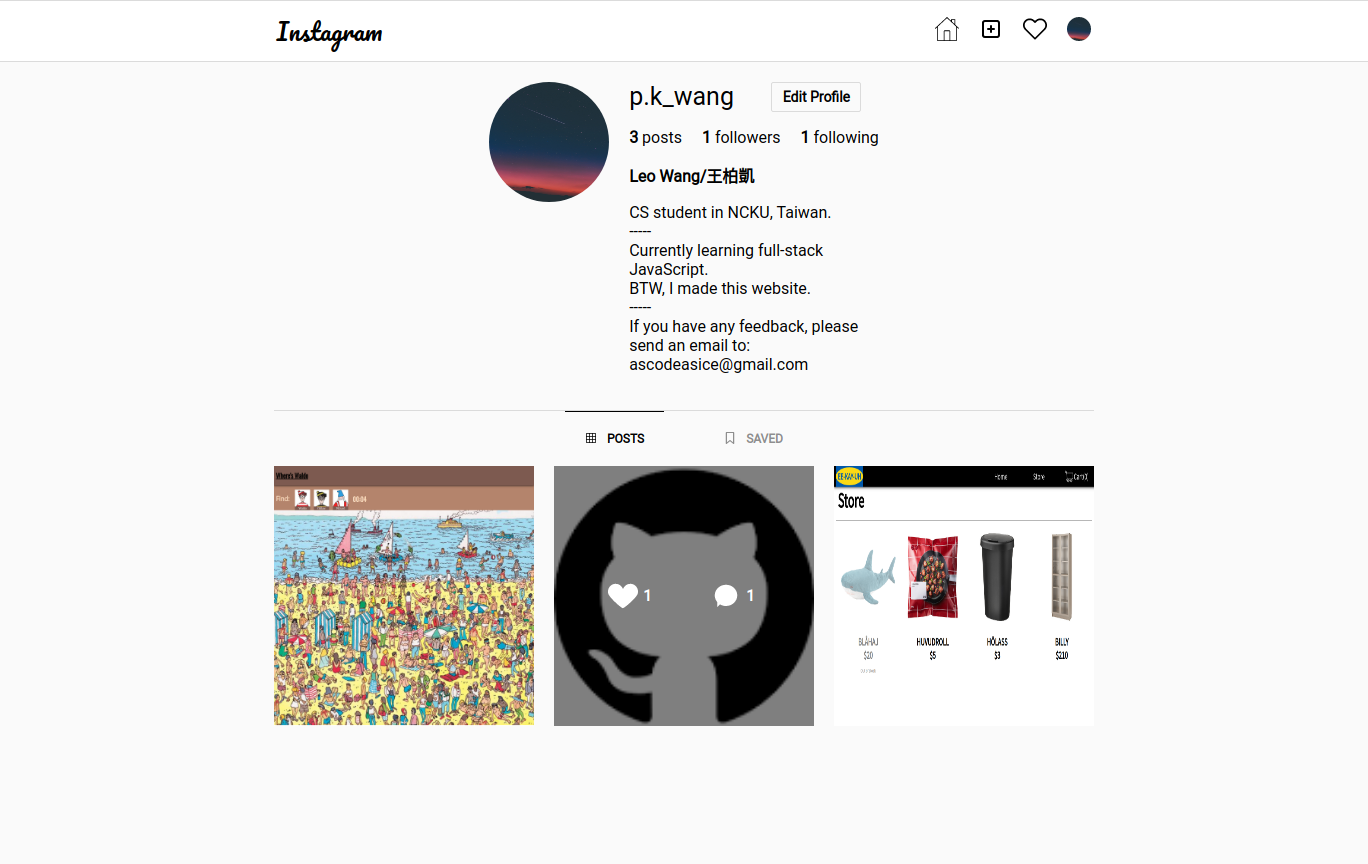 Instagram
p.k_wang
Edit Profile
3 posts 1 followers 1 following
Leo Wang/王柏凱
CS student in NCKU, Taiwan.
-----
Currently learning full-stack
JavaScript.
BTW, I made this website.
-----
If you have any feedback, please
send an email to:
ascodeasice@gmail.com
POSTS SAVED
Where's Waldo
Find: 00:04
1 1
Home Store Cart(0)
Store
BLÅHAJ HUVUDROLL HÖLASS BILLY
$20 $5 $3 $210